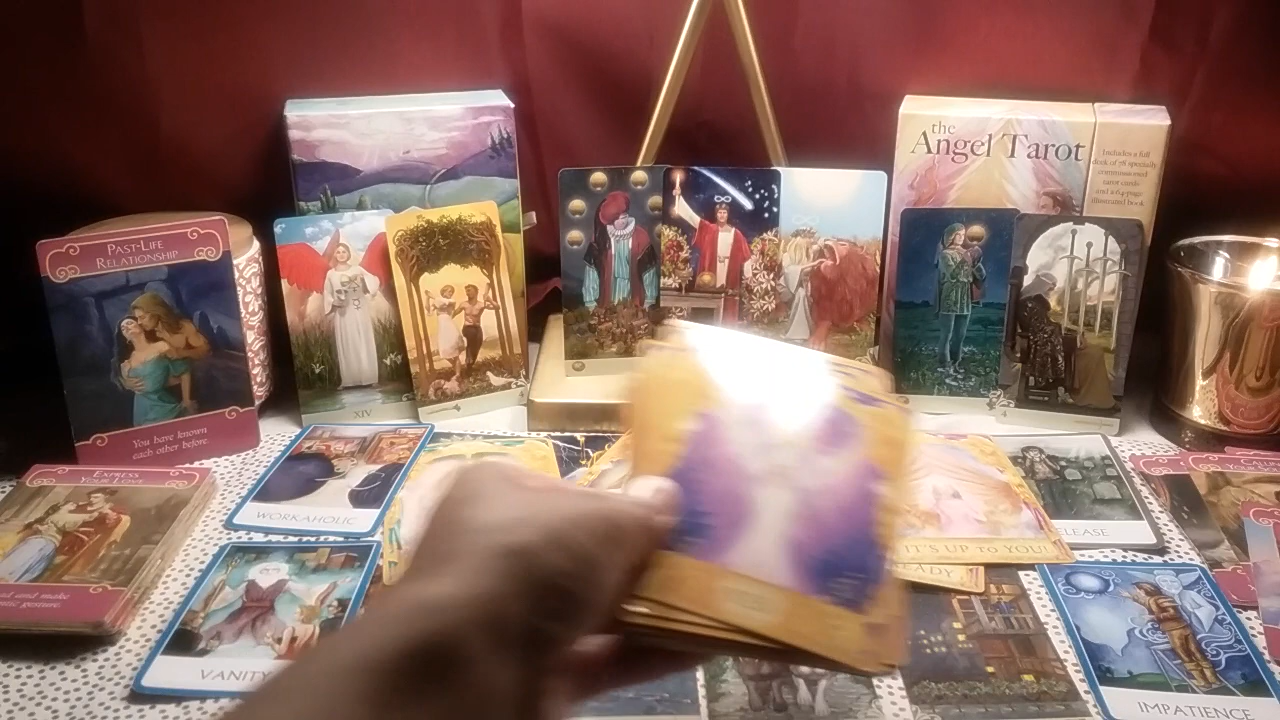 the
Angel Tarot
Includes a full
deck of 78 specially
commissioned
tarot cards
and a 64-page
illustrated book
PAST-LIFE
RELATIONSHIP
You have known
each other before.
XIV
4
EXPRESS
YOUR LOVE
and make
gesture.
WORKAHOLIC
VANITY
IT'S UP TO YOU!
IMPATIENCE